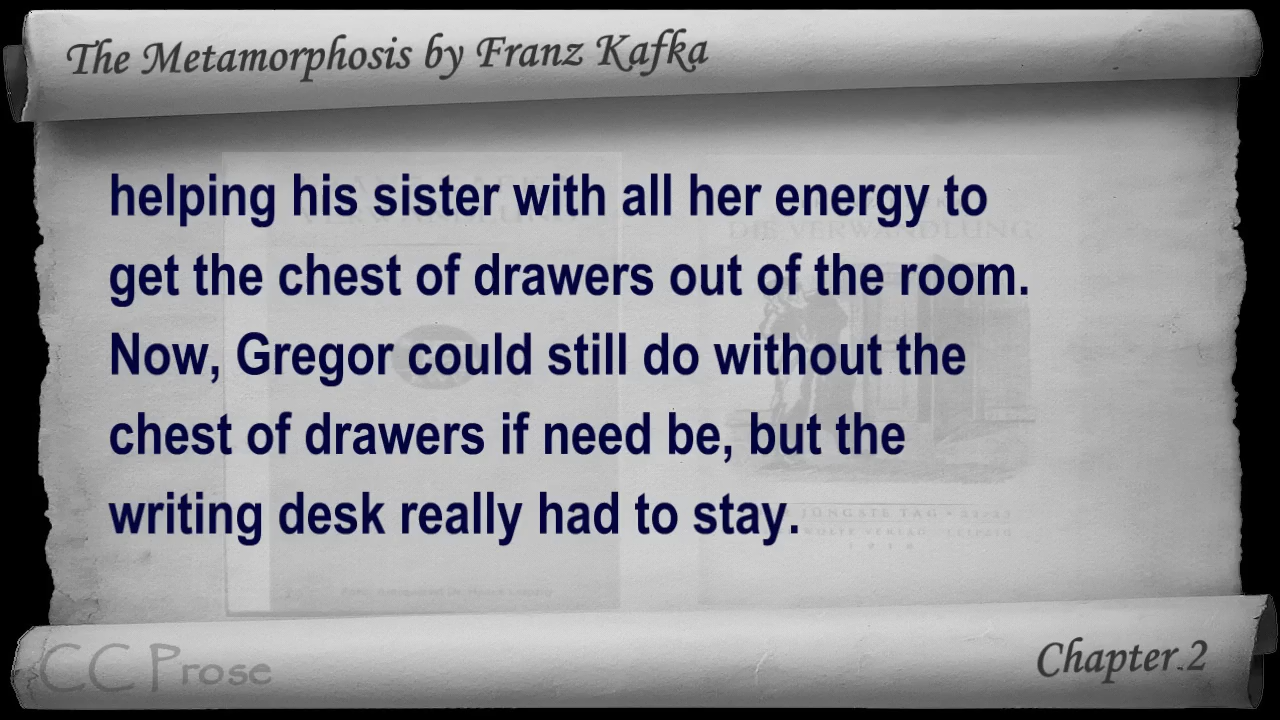 The Metamorphosis by Franz Kafka
helping his sister with all her energy to
get the chest of drawers out of the room.
Now, Gregor could still do without the
chest of drawers if need be, but the
writing desk really had to stay.
DIE VERWANDLUNG
CC Prose
Chapter 2